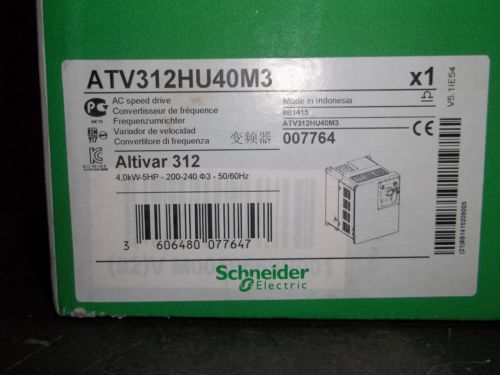 ATV312HU40M3 x1
AC speed drive
Convertisseur de fréquence
Frequenzumrichter
Variador de velocidad
Convertitore di frequenza
变频器
Made in indonesia
8B1415
ATV312HU40M3
007764
V5.1IE54
Altivar 312
4,0kW-5HP - 200-240 Φ3 - 50/60Hz
3 606480 077647
Schneider
Electric